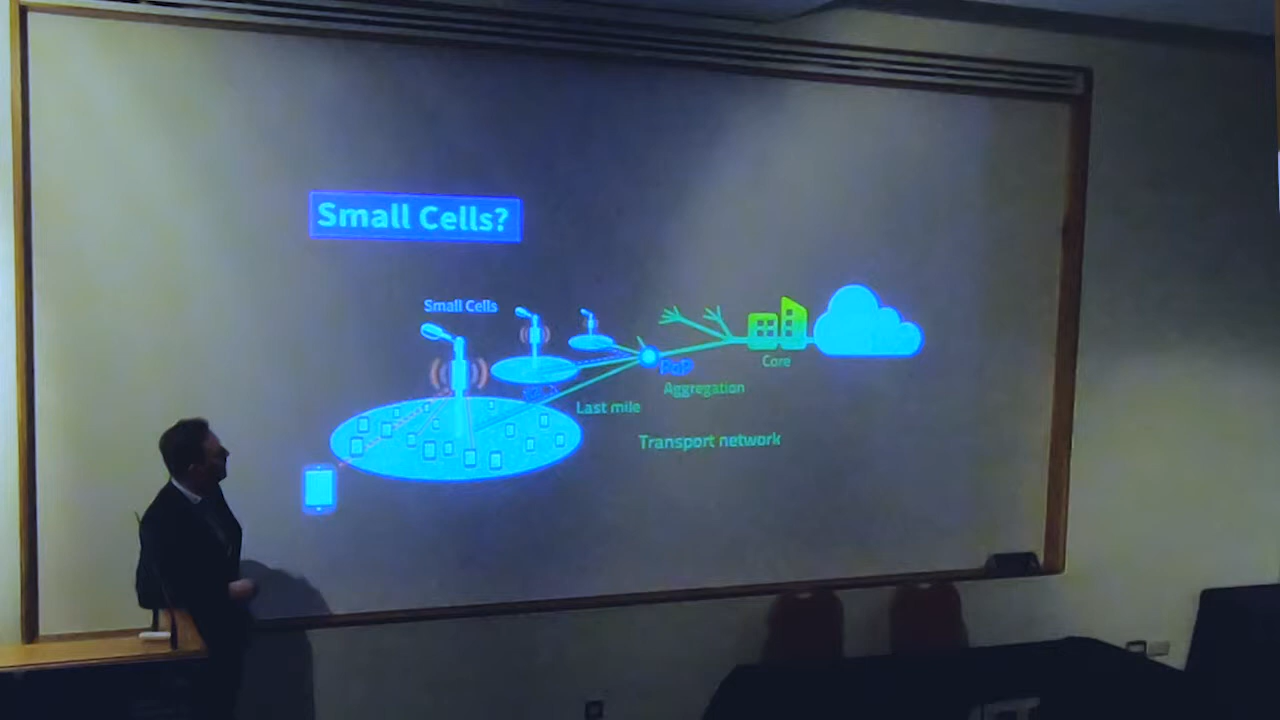 Small Cells?
Small Cells
PoP
Core
Aggregation
Last mile
Transport network